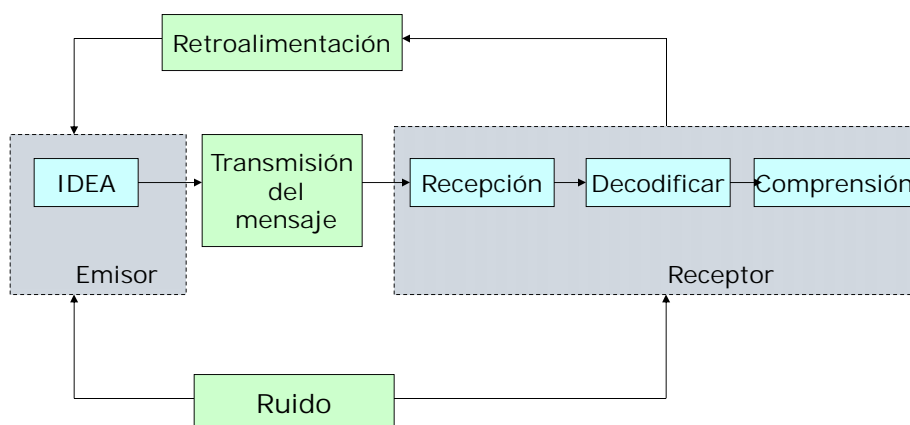 Retroalimentación
IDEA
Transmisión
del
mensaje
Recepción
Decodificar
Comprensión
Emisor
Receptor
Ruido